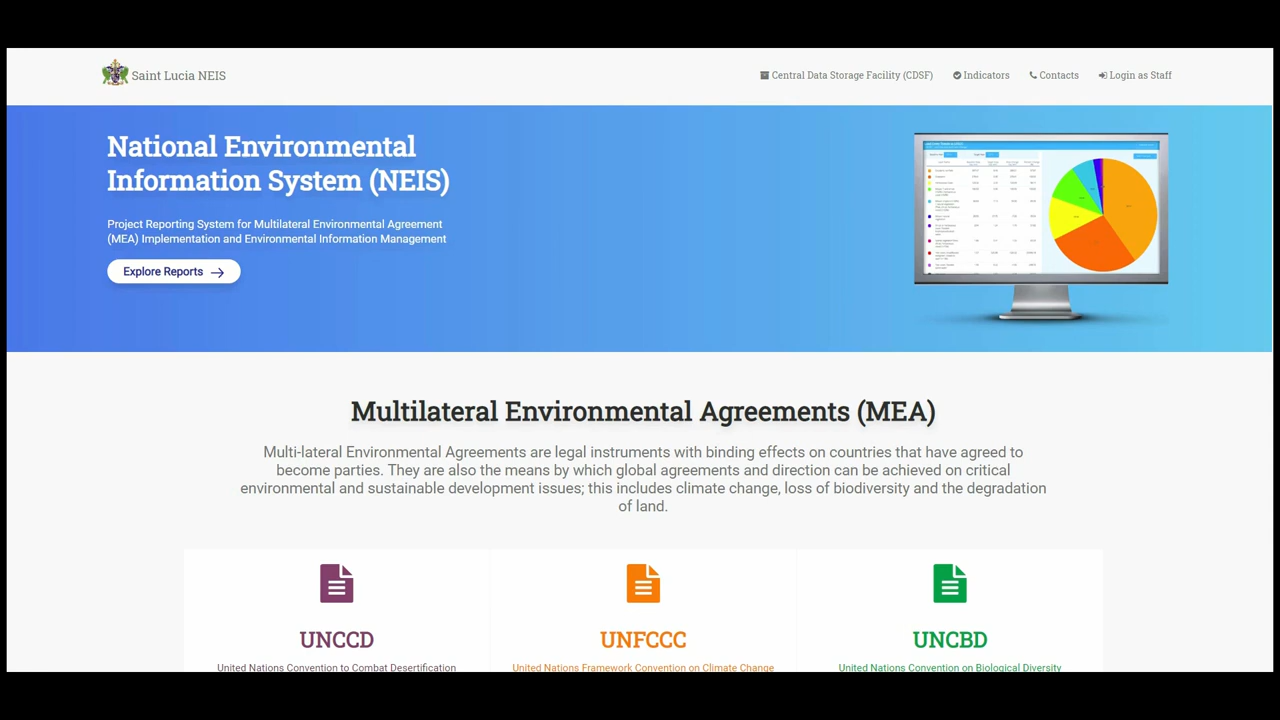 Saint Lucia NEIS
Central Data Storage Facility (CDSF)
Indicators
Contacts
Login as Staff
National Environmental
Information System (NEIS)
Project Reporting System for Multilateral Environmental Agreement
(MEA) Implementation and Environmental Information Management
Explore Reports
Multilateral Environmental Agreements (MEA)
Multi-lateral Environmental Agreements are legal instruments with binding effects on countries that have agreed to
become parties. They are also the means by which global agreements and direction can be achieved on critical
environmental and sustainable development issues; this includes climate change, loss of biodiversity and the degradation
of land.
UNCCD
UNFCCC
UNCBD
United Nations Convention to Combat Desertification
United Nations Framework Convention on Climate Change
United Nations Convention on Biological Diversity